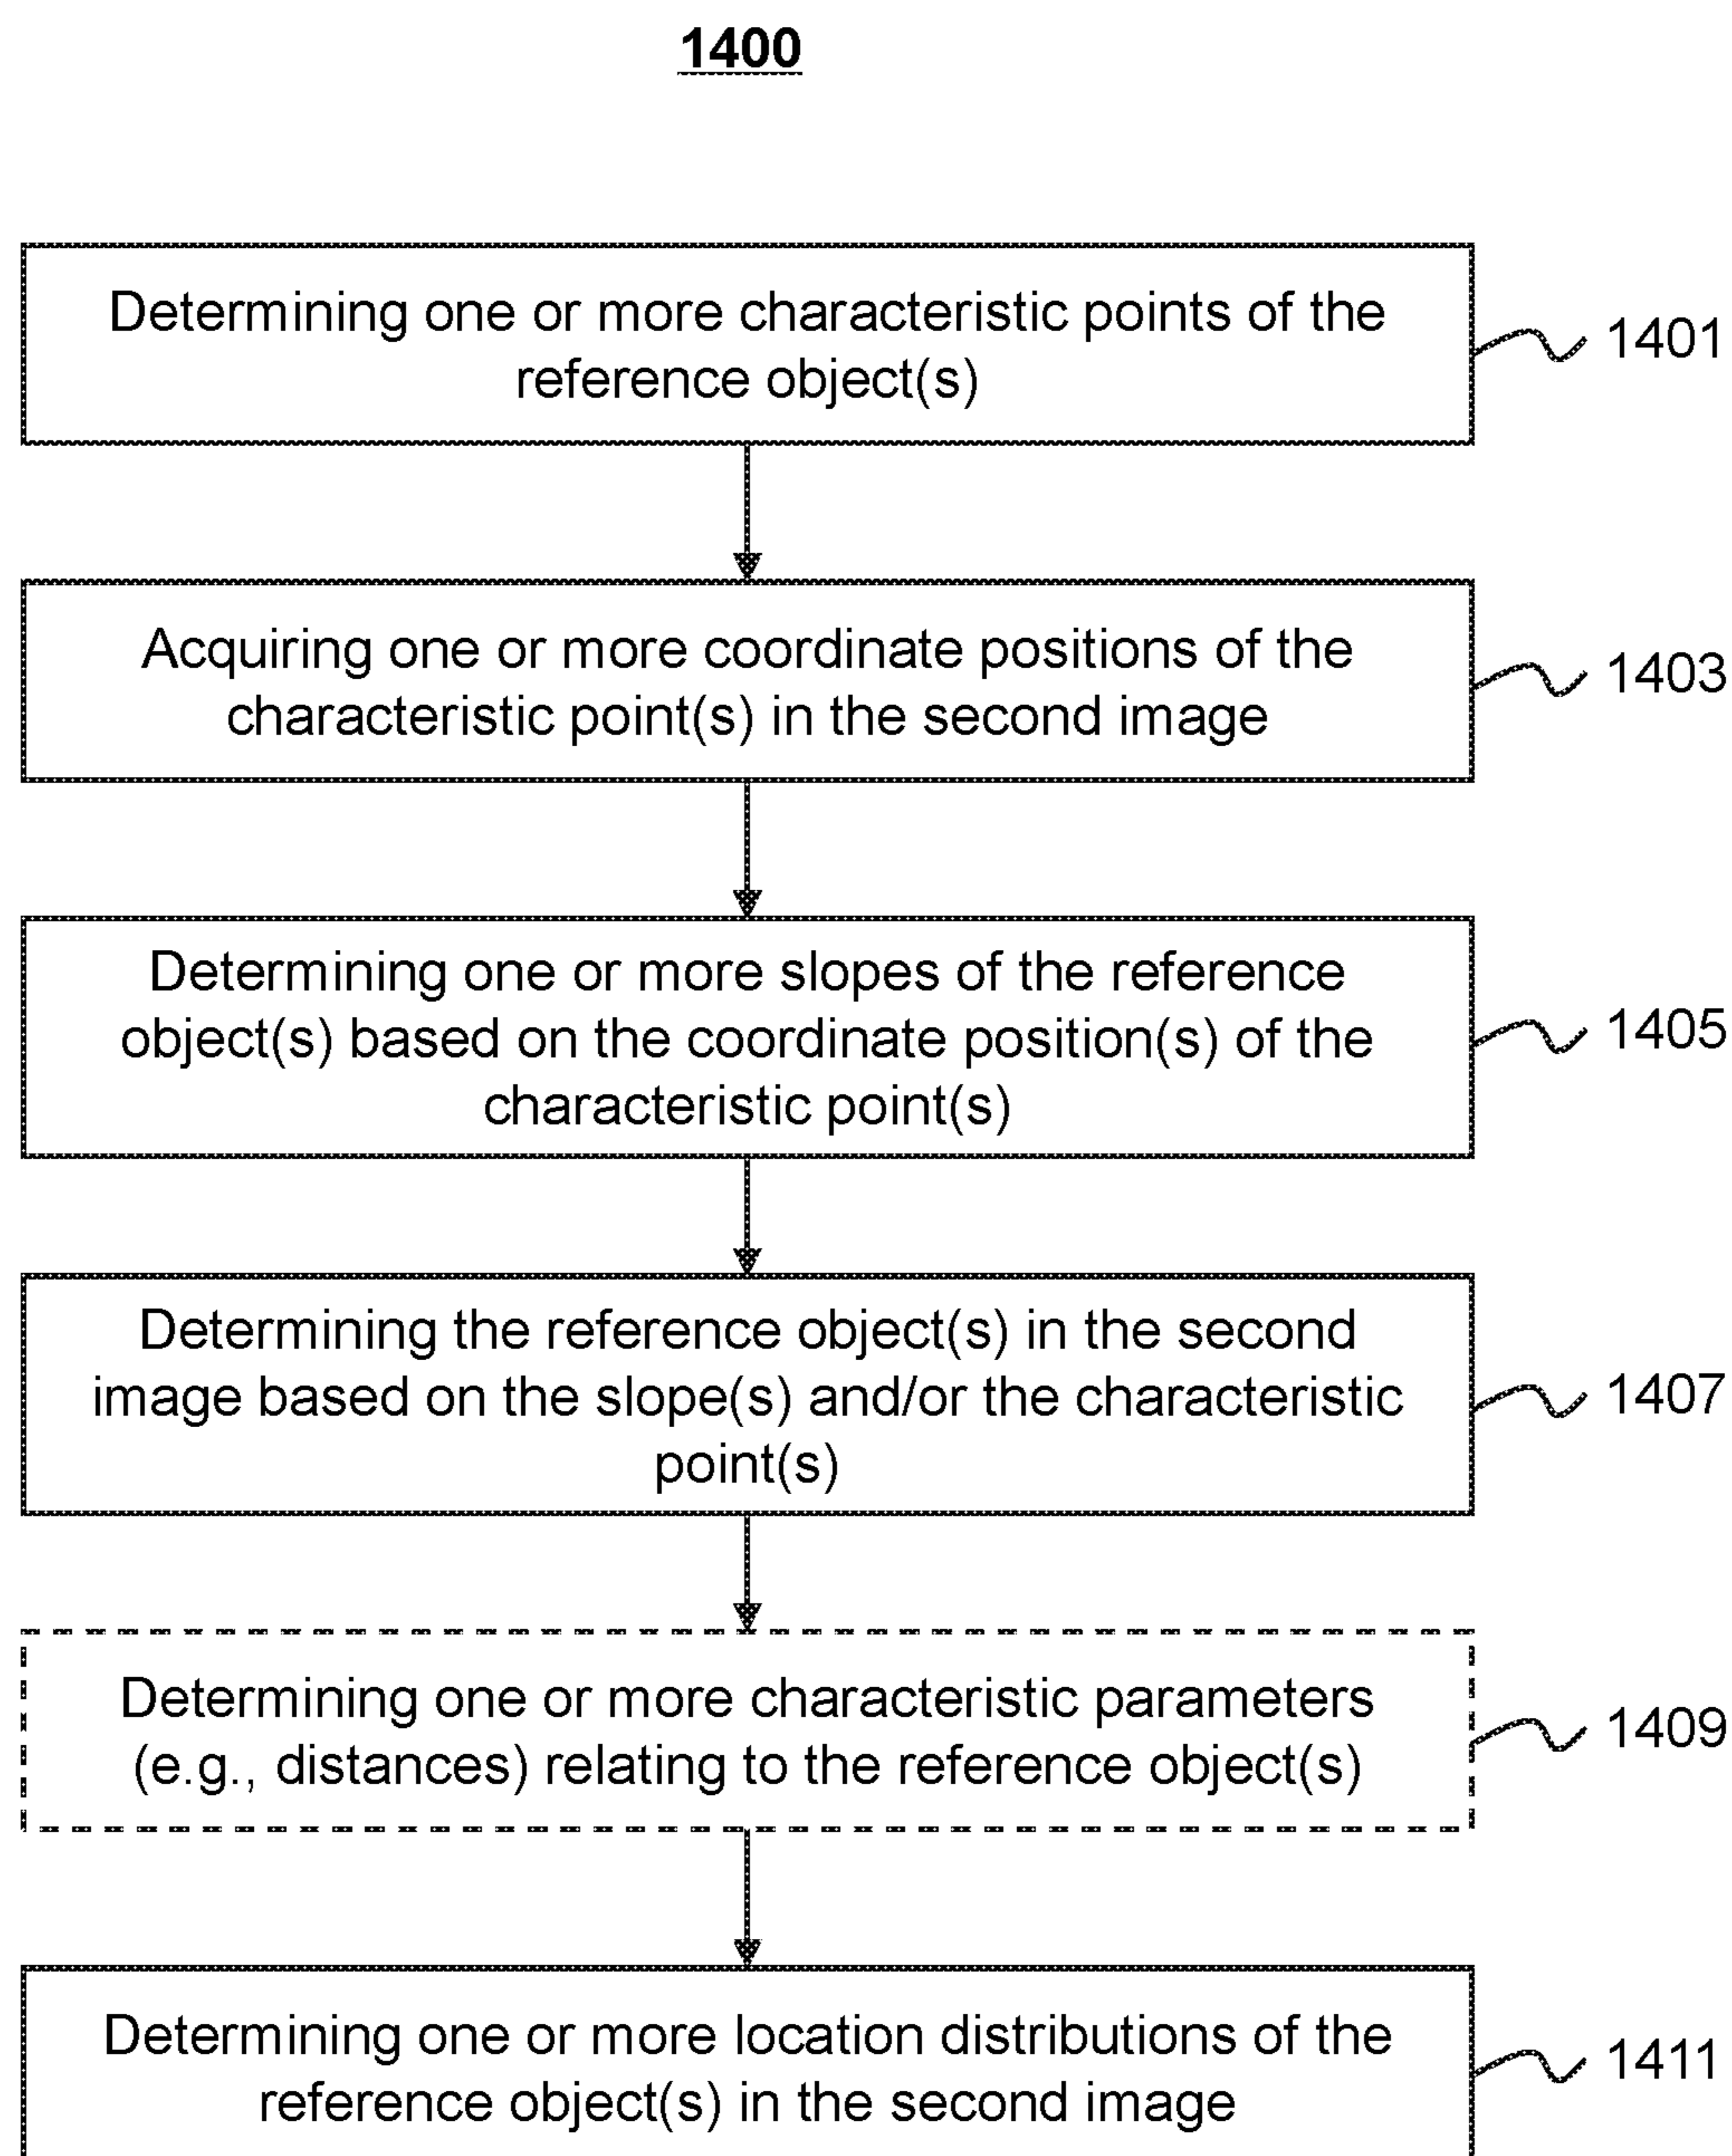 1400
Determining one or more characteristic points of the
reference object(s)
1401
Acquiring one or more coordinate positions of the
characteristic point(s) in the second image
1403
Determining one or more slopes of the reference
object(s) based on the coordinate position(s) of the
characteristic point(s)
1405
Determining the reference object(s) in the second
image based on the slope(s) and/or the characteristic
point(s)
1407
Determining one or more characteristic parameters
(e.g., distances) relating to the reference object(s)
1409
Determining one or more location distributions of the
reference object(s) in the second image
1411